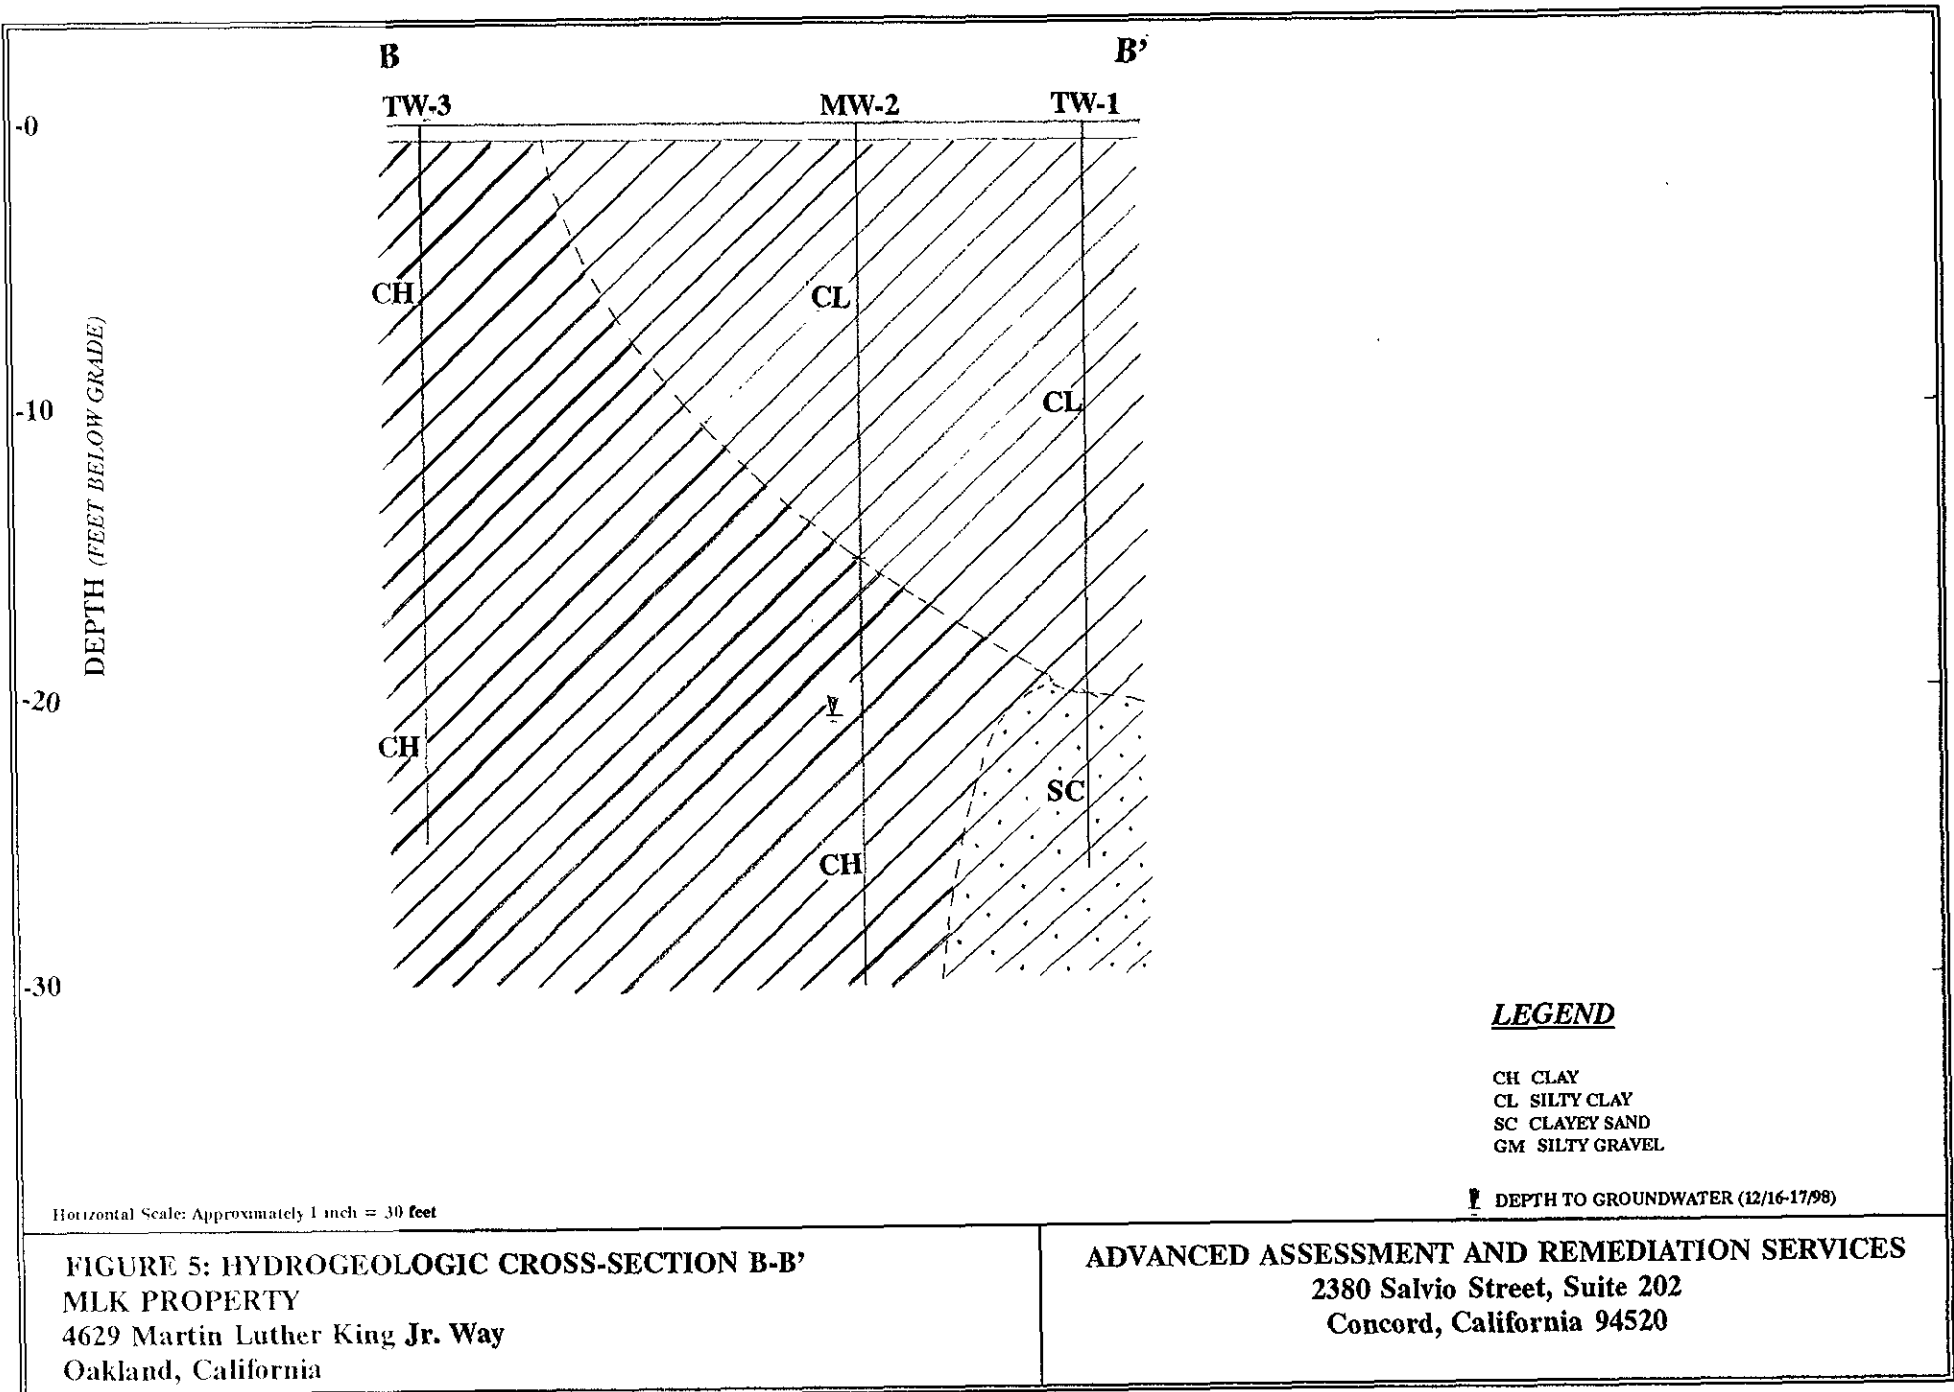 B B’
TW-3 MW-2 TW-1
-0
CH
CL
DEPTH (FEET BELOW GRADE)
-10
CL
-20
CH
SC
CH
-30
LEGEND
CH CLAY
CL SILTY CLAY
SC CLAYEY SAND
GM SILTY GRAVEL
DEPTH TO GROUNDWATER (12/16-17/98)
Horizontal Scale: Approximately 1 inch = 30 feet
FIGURE 5: HYDROGEOLOGIC CROSS-SECTION B-B’
MLK PROPERTY
4629 Martin Luther King Jr. Way
Oakland, California
ADVANCED ASSESSMENT AND REMEDIATION SERVICES
2380 Salvio Street, Suite 202
Concord, California 94520